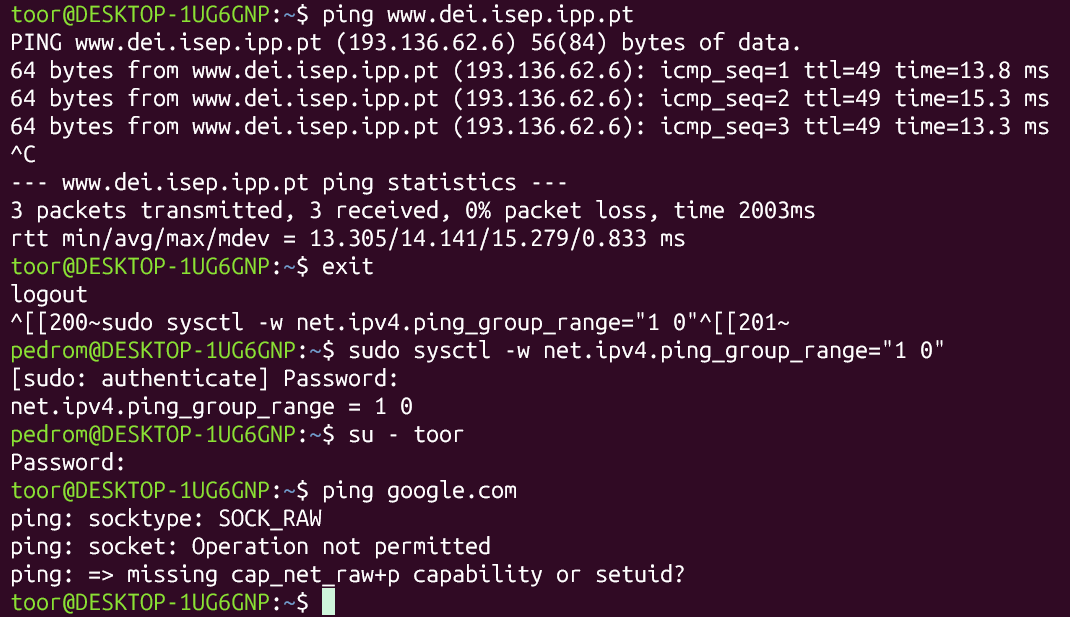 toor@DESKTOP-1UG6GNP:~$ ping www.dei.isep.ipp.pt
PING www.dei.isep.ipp.pt (193.136.62.6) 56(84) bytes of data.
64 bytes from www.dei.isep.ipp.pt (193.136.62.6): icmp_seq=1 ttl=49 time=13.8 ms
64 bytes from www.dei.isep.ipp.pt (193.136.62.6): icmp_seq=2 ttl=49 time=15.3 ms
64 bytes from www.dei.isep.ipp.pt (193.136.62.6): icmp_seq=3 ttl=49 time=13.3 ms
^C
--- www.dei.isep.ipp.pt ping statistics ---
3 packets transmitted, 3 received, 0% packet loss, time 2003ms
rtt min/avg/max/mdev = 13.305/14.141/15.279/0.833 ms
toor@DESKTOP-1UG6GNP:~$ exit
logout
^[[200~sudo sysctl -w net.ipv4.ping_group_range="1 0"^[[201~
pedrom@DESKTOP-1UG6GNP:~$ sudo sysctl -w net.ipv4.ping_group_range="1 0"
[sudo: authenticate] Password:
net.ipv4.ping_group_range = 1 0
pedrom@DESKTOP-1UG6GNP:~$ su - toor
Password:
toor@DESKTOP-1UG6GNP:~$ ping google.com
ping: socktype: SOCK_RAW
ping: socket: Operation not permitted
ping: => missing cap_net_raw+p capability or setuid?
toor@DESKTOP-1UG6GNP:~$